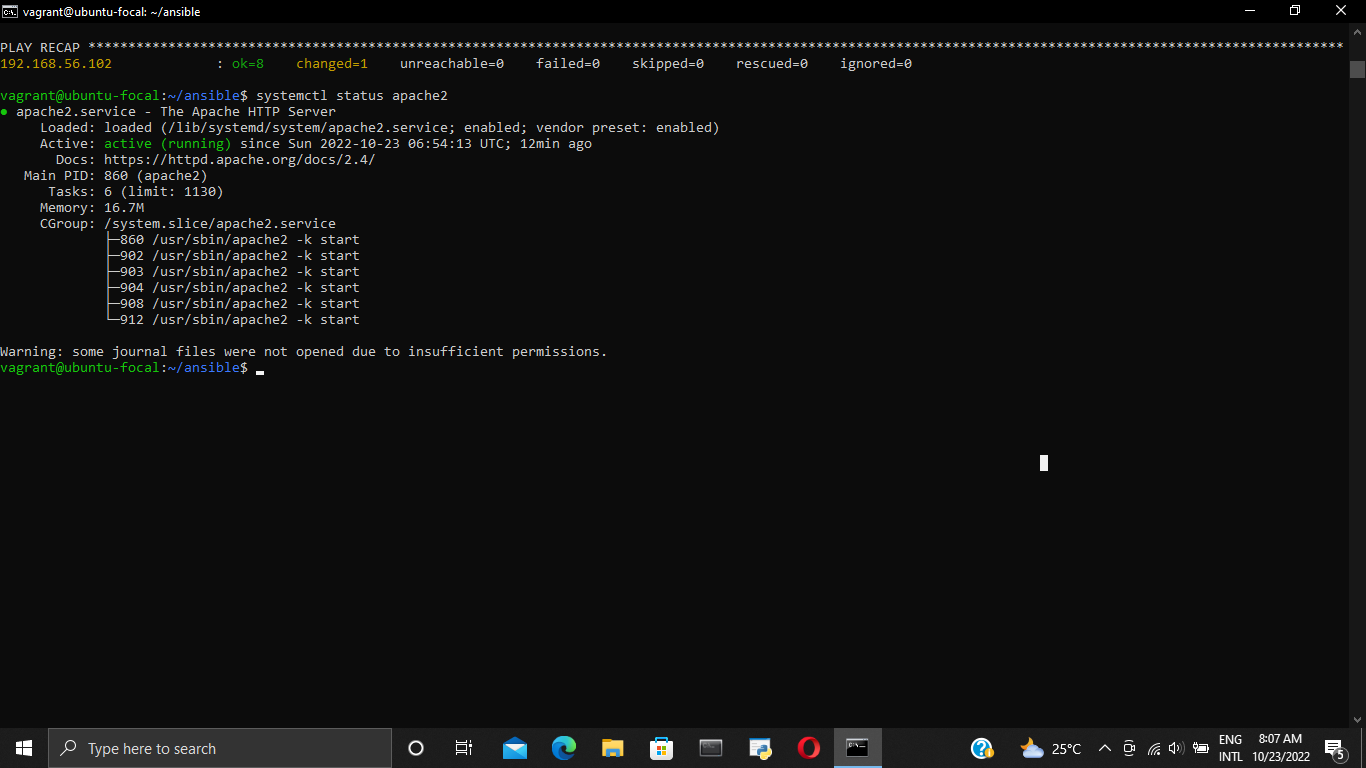 vagrant@ubuntu-focal: ~/ansible
PLAY RECAP *************************************************************************************************************************************************************
192.168.56.102             : ok=8    changed=1    unreachable=0    failed=0    skipped=0    rescued=0    ignored=0
vagrant@ubuntu-focal:~/ansible$ systemctl status apache2
● apache2.service - The Apache HTTP Server
     Loaded: loaded (/lib/systemd/system/apache2.service; enabled; vendor preset: enabled)
     Active: active (running) since Sun 2022-10-23 06:54:13 UTC; 12min ago
       Docs: https://httpd.apache.org/docs/2.4/
   Main PID: 860 (apache2)
      Tasks: 6 (limit: 1130)
     Memory: 16.7M
     CGroup: /system.slice/apache2.service
             ├─860 /usr/sbin/apache2 -k start
             ├─902 /usr/sbin/apache2 -k start
             ├─903 /usr/sbin/apache2 -k start
             ├─904 /usr/sbin/apache2 -k start
             ├─908 /usr/sbin/apache2 -k start
             └─912 /usr/sbin/apache2 -k start
Warning: some journal files were not opened due to insufficient permissions.
vagrant@ubuntu-focal:~/ansible$
Type here to search
25°C
ENG
INTL
8:07 AM
10/23/2022
5